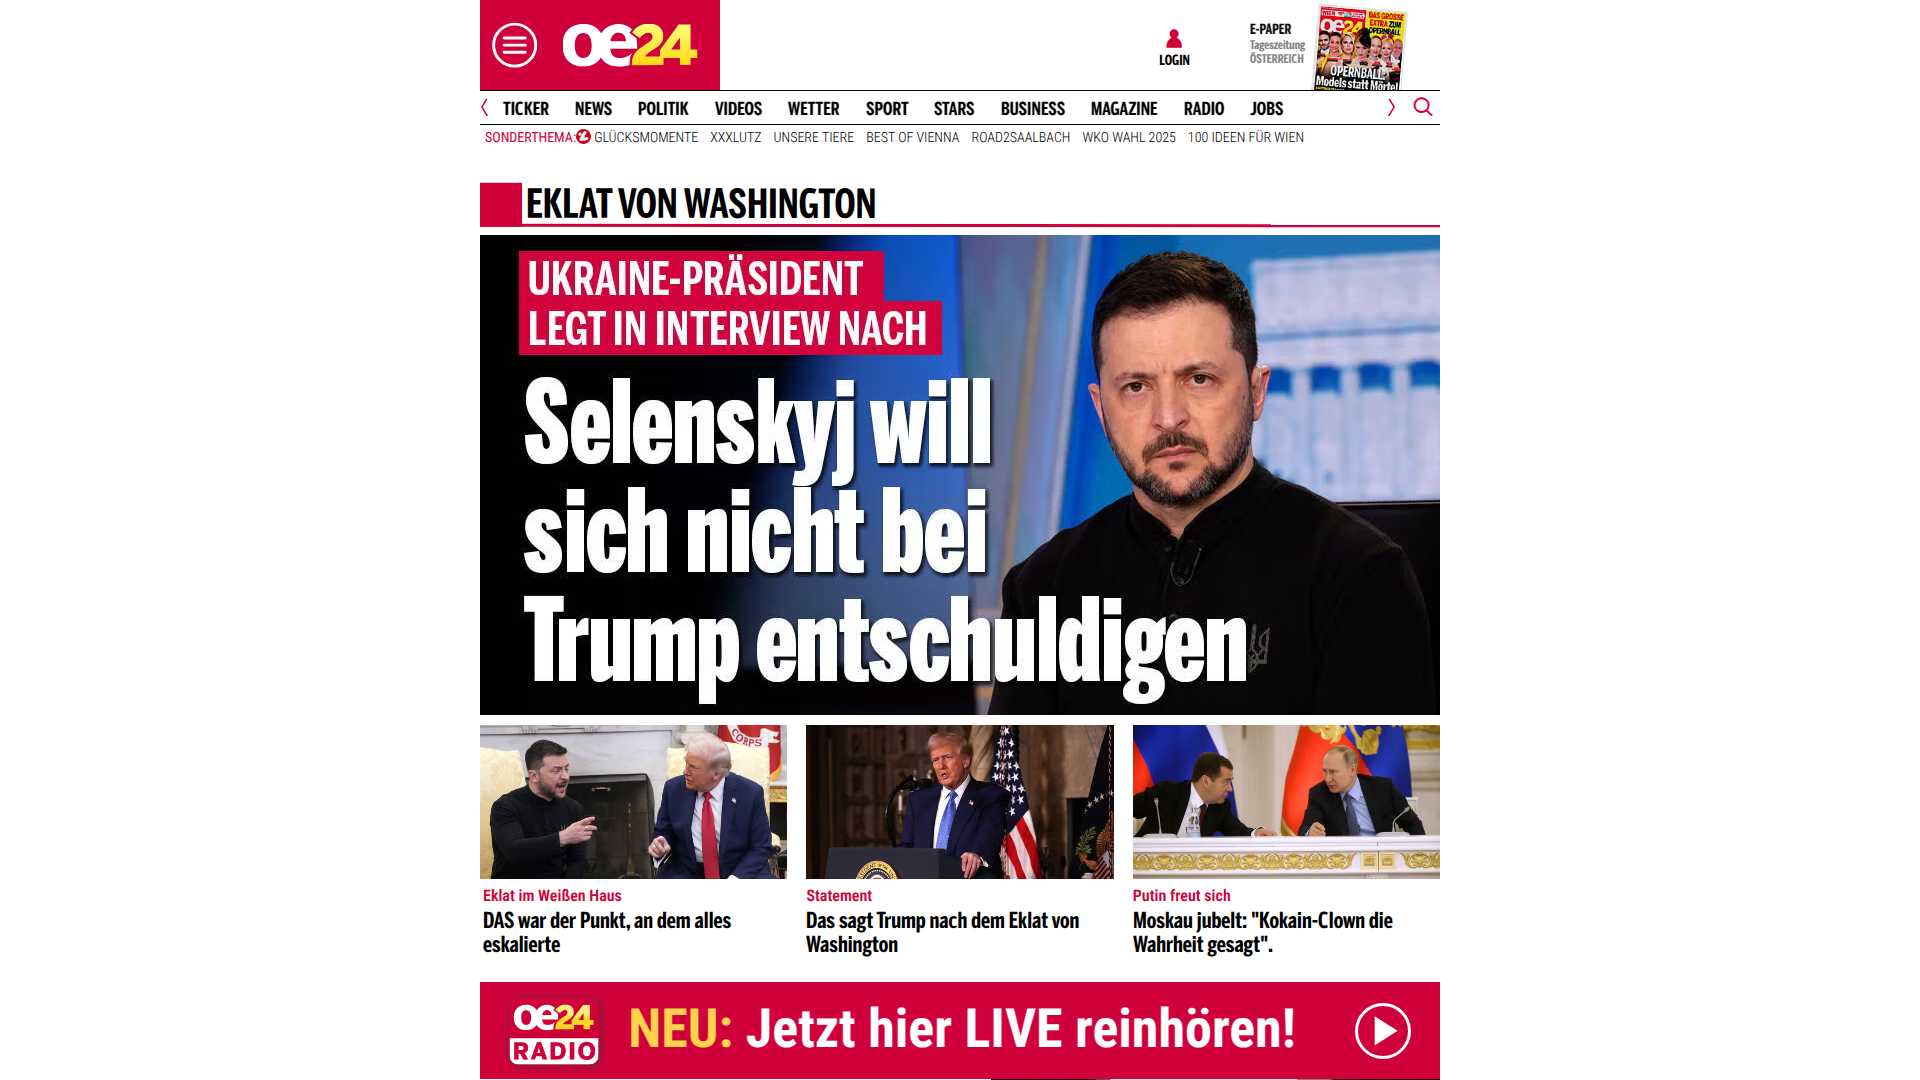 oe24
LOGIN
E-PAPER
Tageszeitung
ÖSTERREICH
DAS GROSSE
EXTRA ZUM
OPERNBALL
oe24
OPERNBALL:
Models statt Mörtel
TICKER NEWS POLITIK VIDEOS WETTER SPORT STARS BUSINESS MAGAZINE RADIO JOBS
SONDERTHEMA: GLÜCKSMOMENTE XXXLUTZ UNSERE TIERE BEST OF VIENNA ROAD2SAALBACH WKO WAHL 2025 100 IDEEN FÜR WIEN
EKLAT VON WASHINGTON
UKRAINE-PRÄSIDENT
LEGT IN INTERVIEW NACH
Selenskyj will
sich nicht bei
Trump entschuldigen
CORPS
Eklat im Weißen Haus
DAS war der Punkt, an dem alles
eskalierte
Statement
Das sagt Trump nach dem Eklat von
Washington
Putin freut sich
Moskau jubelt: "Kokain-Clown die
Wahrheit gesagt".
oe24
RADIO
NEU: Jetzt hier LIVE reinhören!